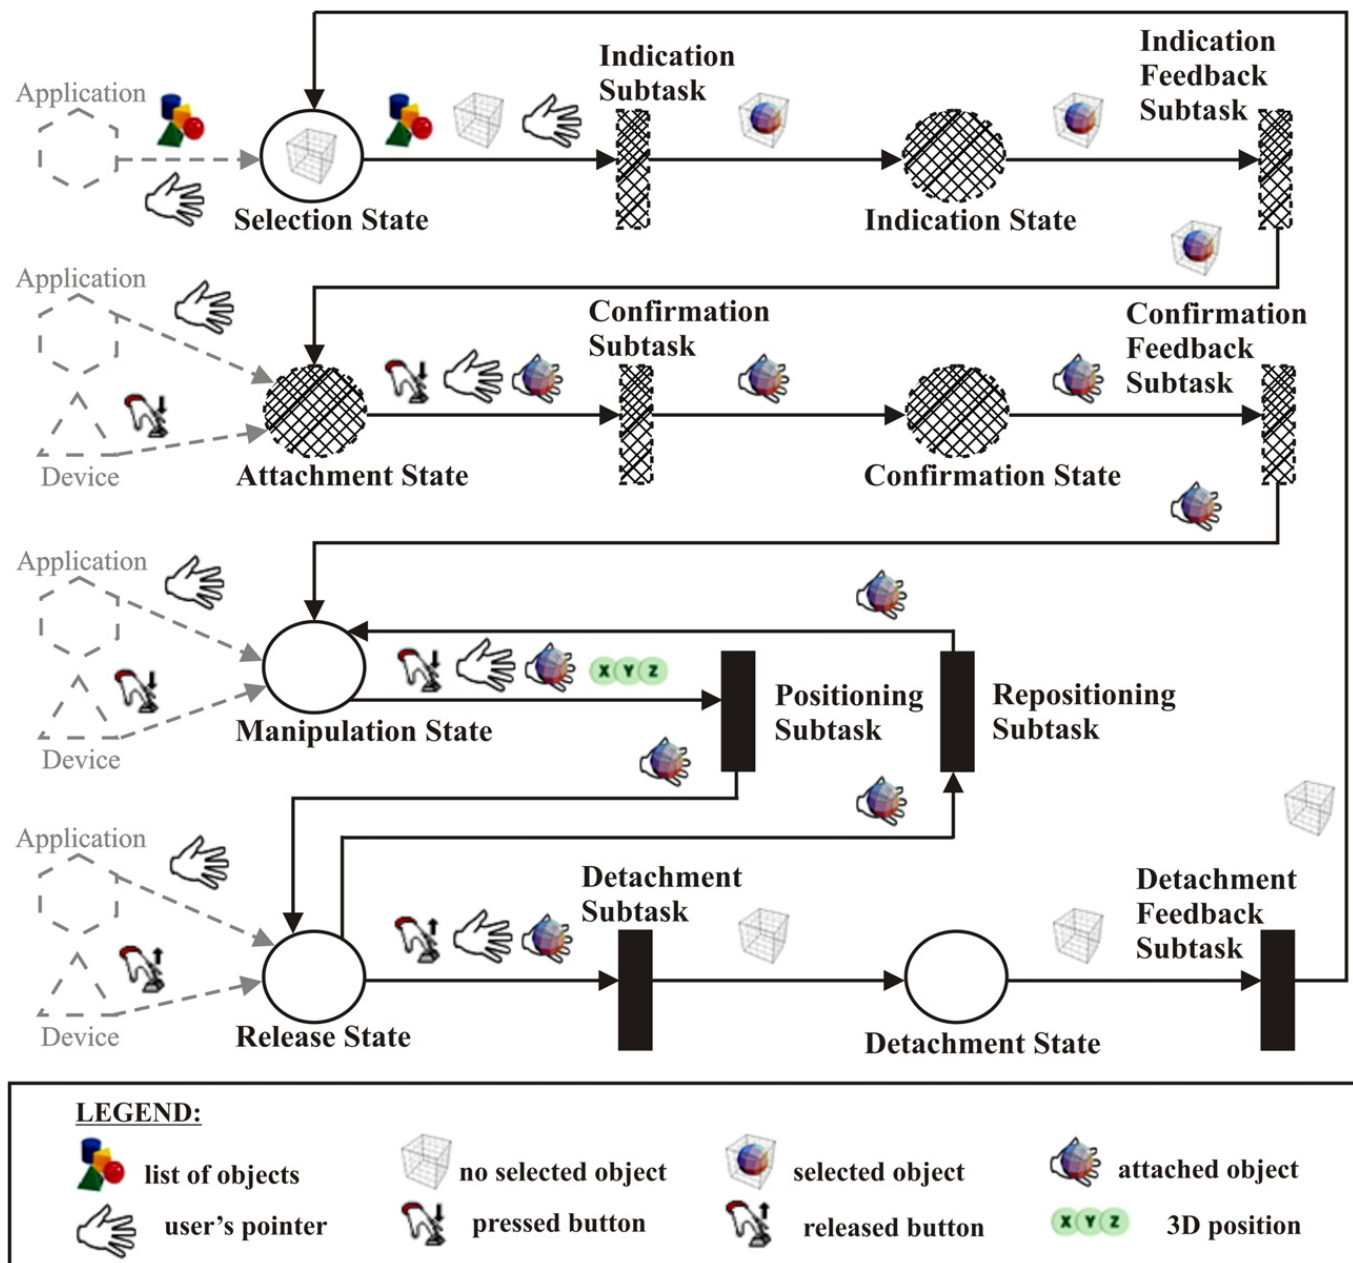 Application
Indication
Subtask
Indication
Feedback
Subtask
Selection State
Indication State
Application
Device
Confirmation
Subtask
Confirmation
Feedback
Subtask
Attachment State
Confirmation State
Application
Device
X Y Z
Manipulation State
Positioning
Subtask
Repositioning
Subtask
Application
Device
Detachment
Subtask
Detachment
Feedback
Subtask
Release State
Detachment State
LEGEND:
list of objects
no selected object
selected object
attached object
user's pointer
pressed button
released button
X Y Z
3D position